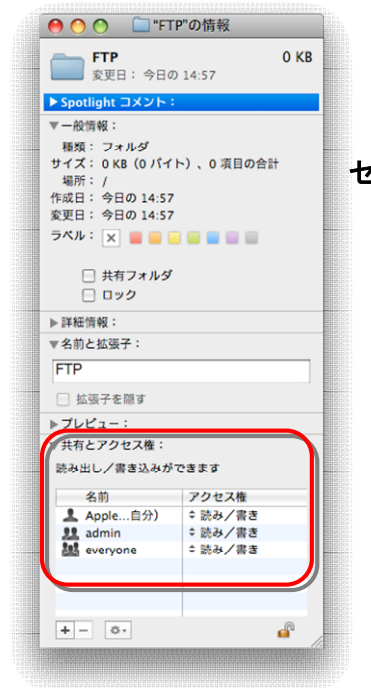 "FTP"の情報
FTP 0 KB
変更日： 今日の 14:57
Spotlight コメント：
一般情報：
種類： フォルダ
サイズ： 0 KB（0 バイト）、0 項目の合計
場所： /
作成日： 今日の 14:57
変更日： 今日の 14:57
ラベル：
共有フォルダ
ロック
詳細情報：
名前と拡張子：
FTP
拡張子を隠す
プレビュー：
共有とアクセス権：
読み出し／書き込みができます
名前 アクセス権
Apple...自分） 読み／書き
admin 読み／書き
everyone 読み／書き
セ